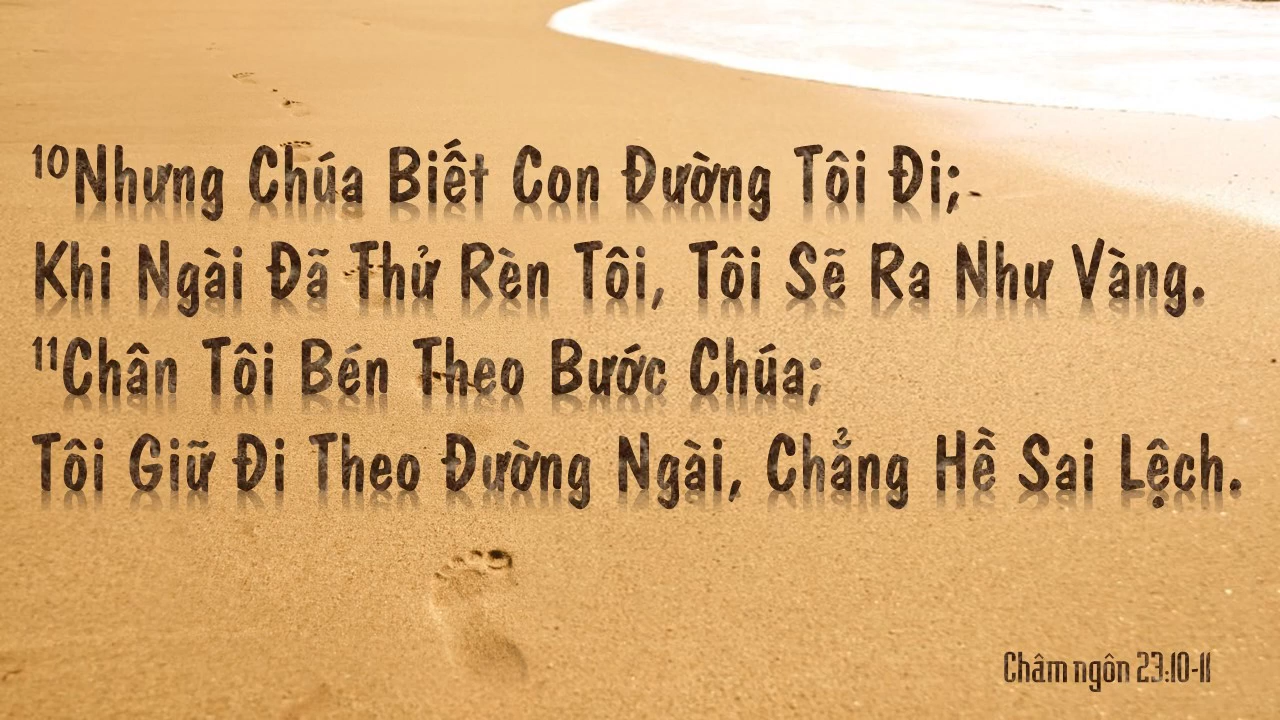 ¹⁰Nhưng Chúa Biết Con Đường Tôi Đi;
Khi Ngài Đã Thử Rèn Tôi, Tôi Sẽ Ra Như Vàng.
¹¹Chân Tôi Bén Theo Bước Chúa;
Tôi Giữ Đi Theo Đường Ngài, Chẳng Hề Sai Lệch.
Châm ngôn 23:10-11